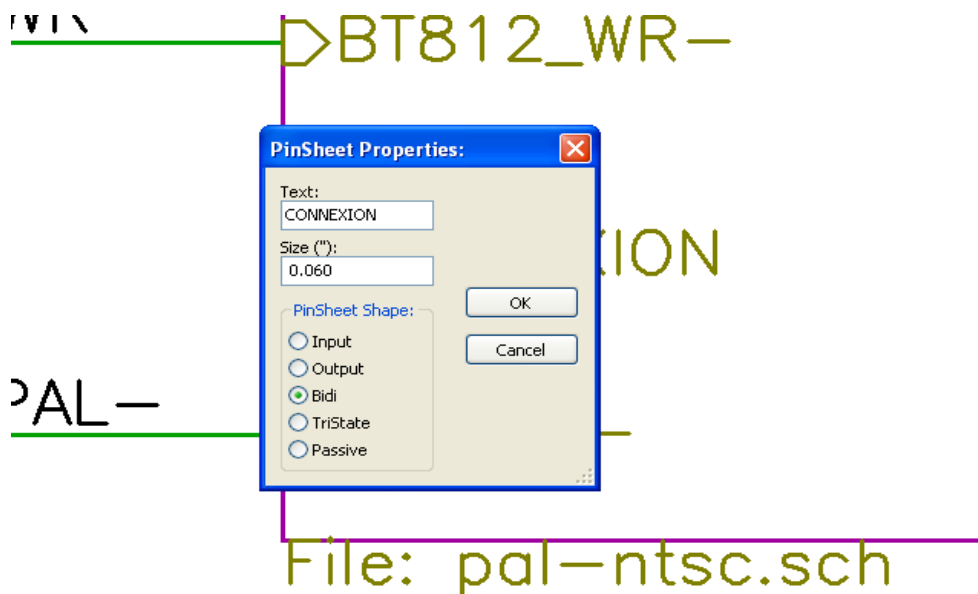 BT812_WR-
PinSheet Properties:
Text:
CONNEXION
Size ("):
0.060
PinSheet Shape:
Input
Output
Bidi
TriState
Passive
OK
Cancel
PAL-
File: pal-ntsc.sch